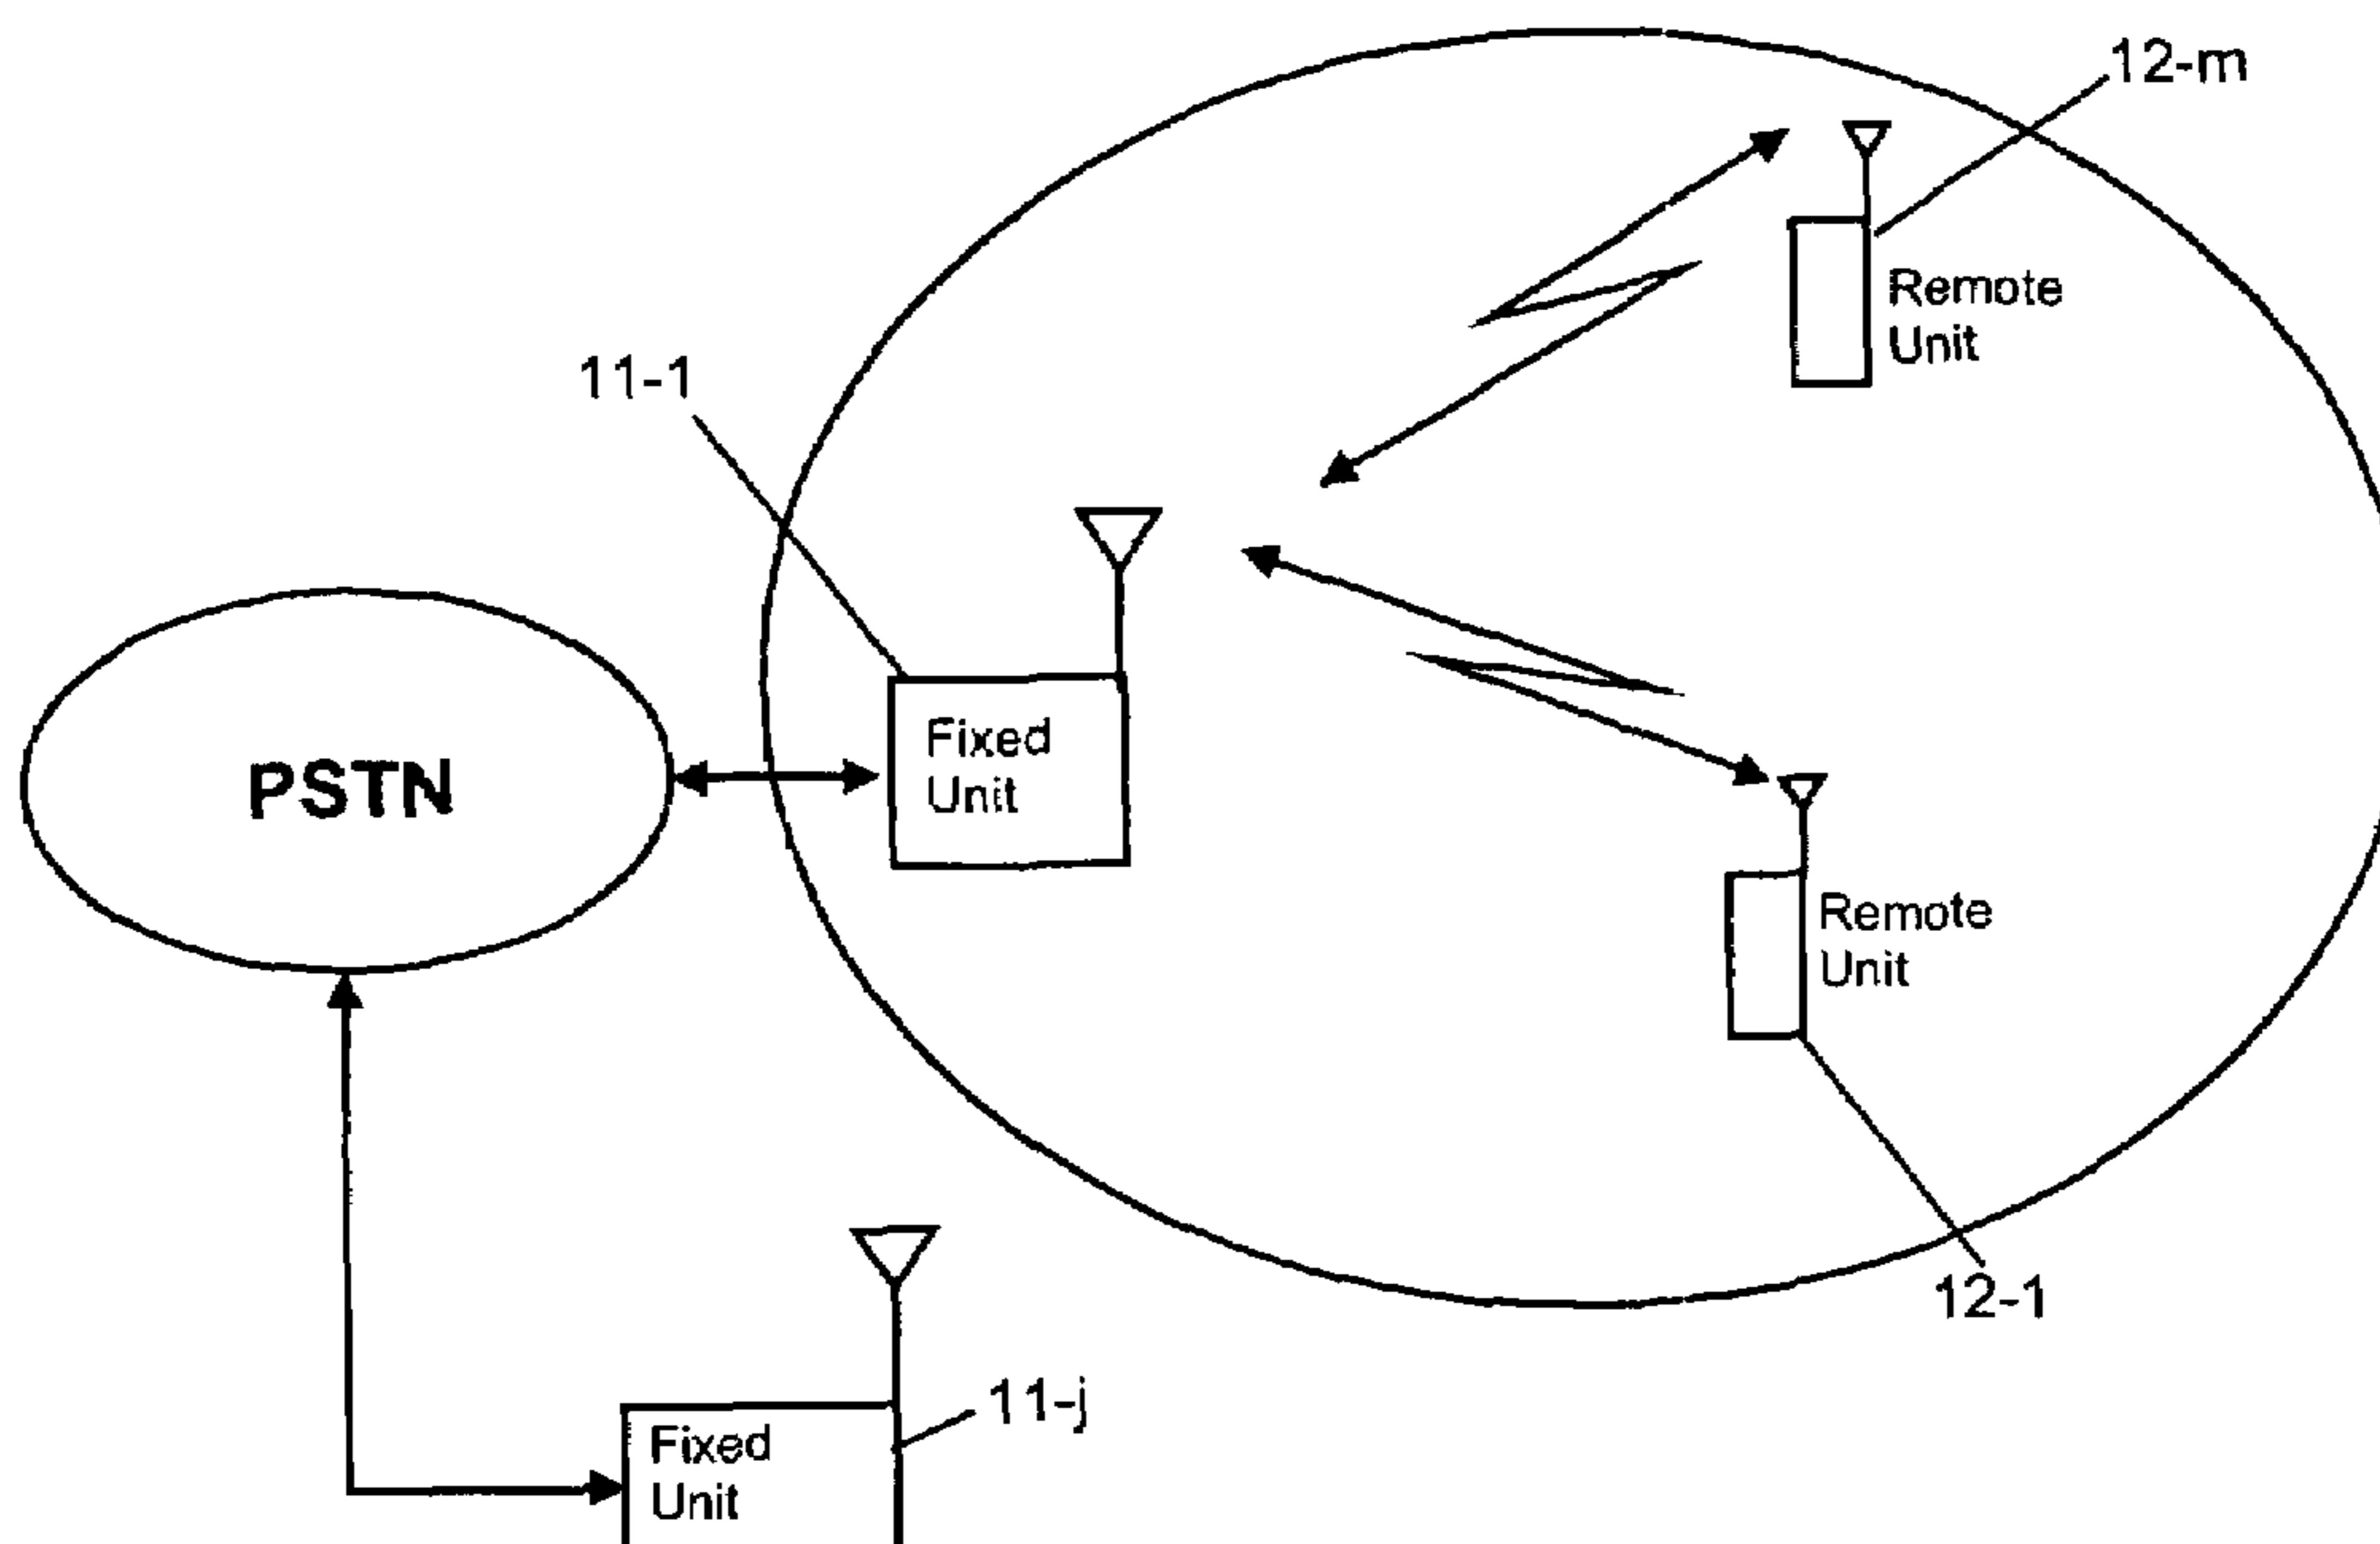 12-m
Remote
Unit
11-1
Fixed
Unit
PSTN
Remote
Unit
12-1
11-j
Fixed
Unit